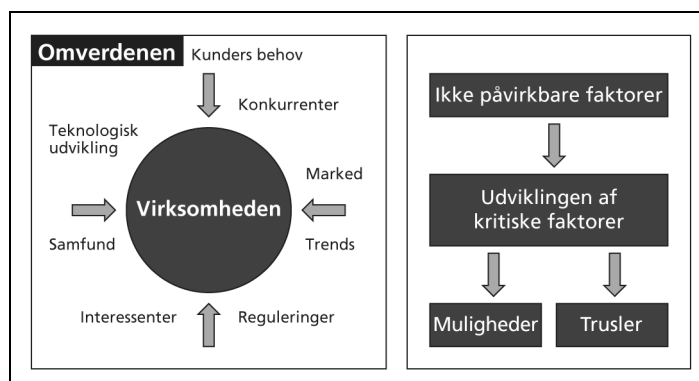 Omverdenen
Kunders behov
Konkurrenter
Teknologisk
udvikling
Marked
Virksomheden
Samfund
Trends
Interessenter
Reguleringer
Ikke påvirkbare faktorer
Udviklingen af
kritiske faktorer
Muligheder
Trusler